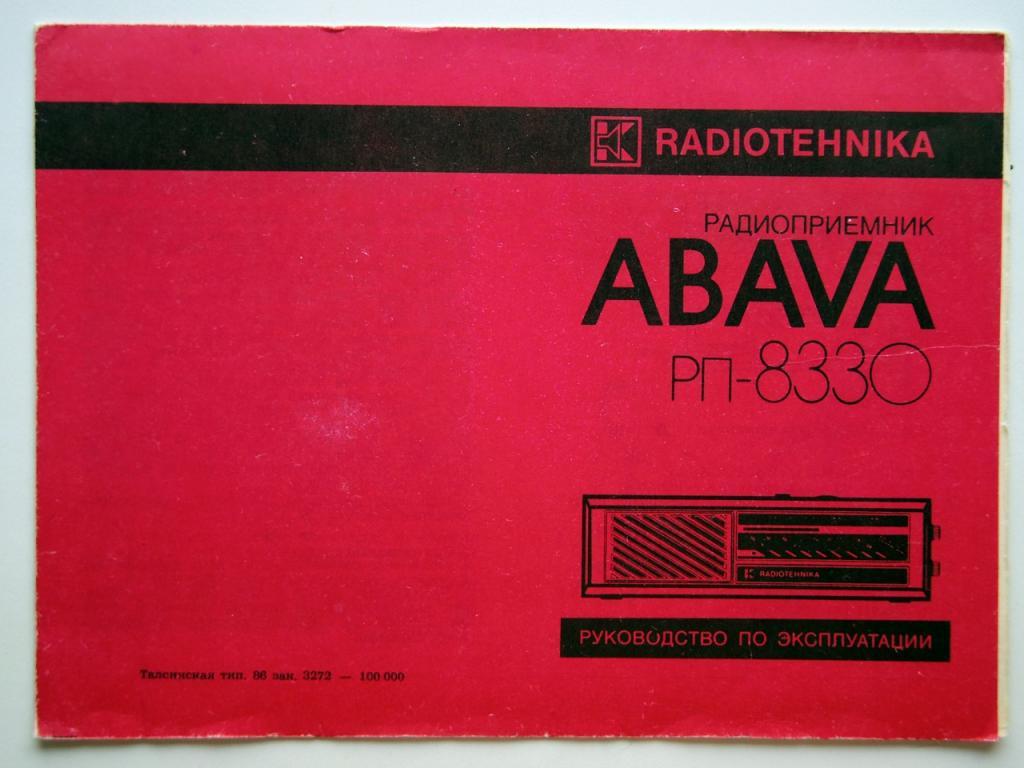 RADIOTEHNIKA
РАДИОПРИЕМНИК
ABAVA
РП-8330
RADIOTEHNIKA
РУКОВОДСТВО ПО ЭКСПЛУАТАЦИИ
Талсинская тип. 86 зак. 3272 — 100 000